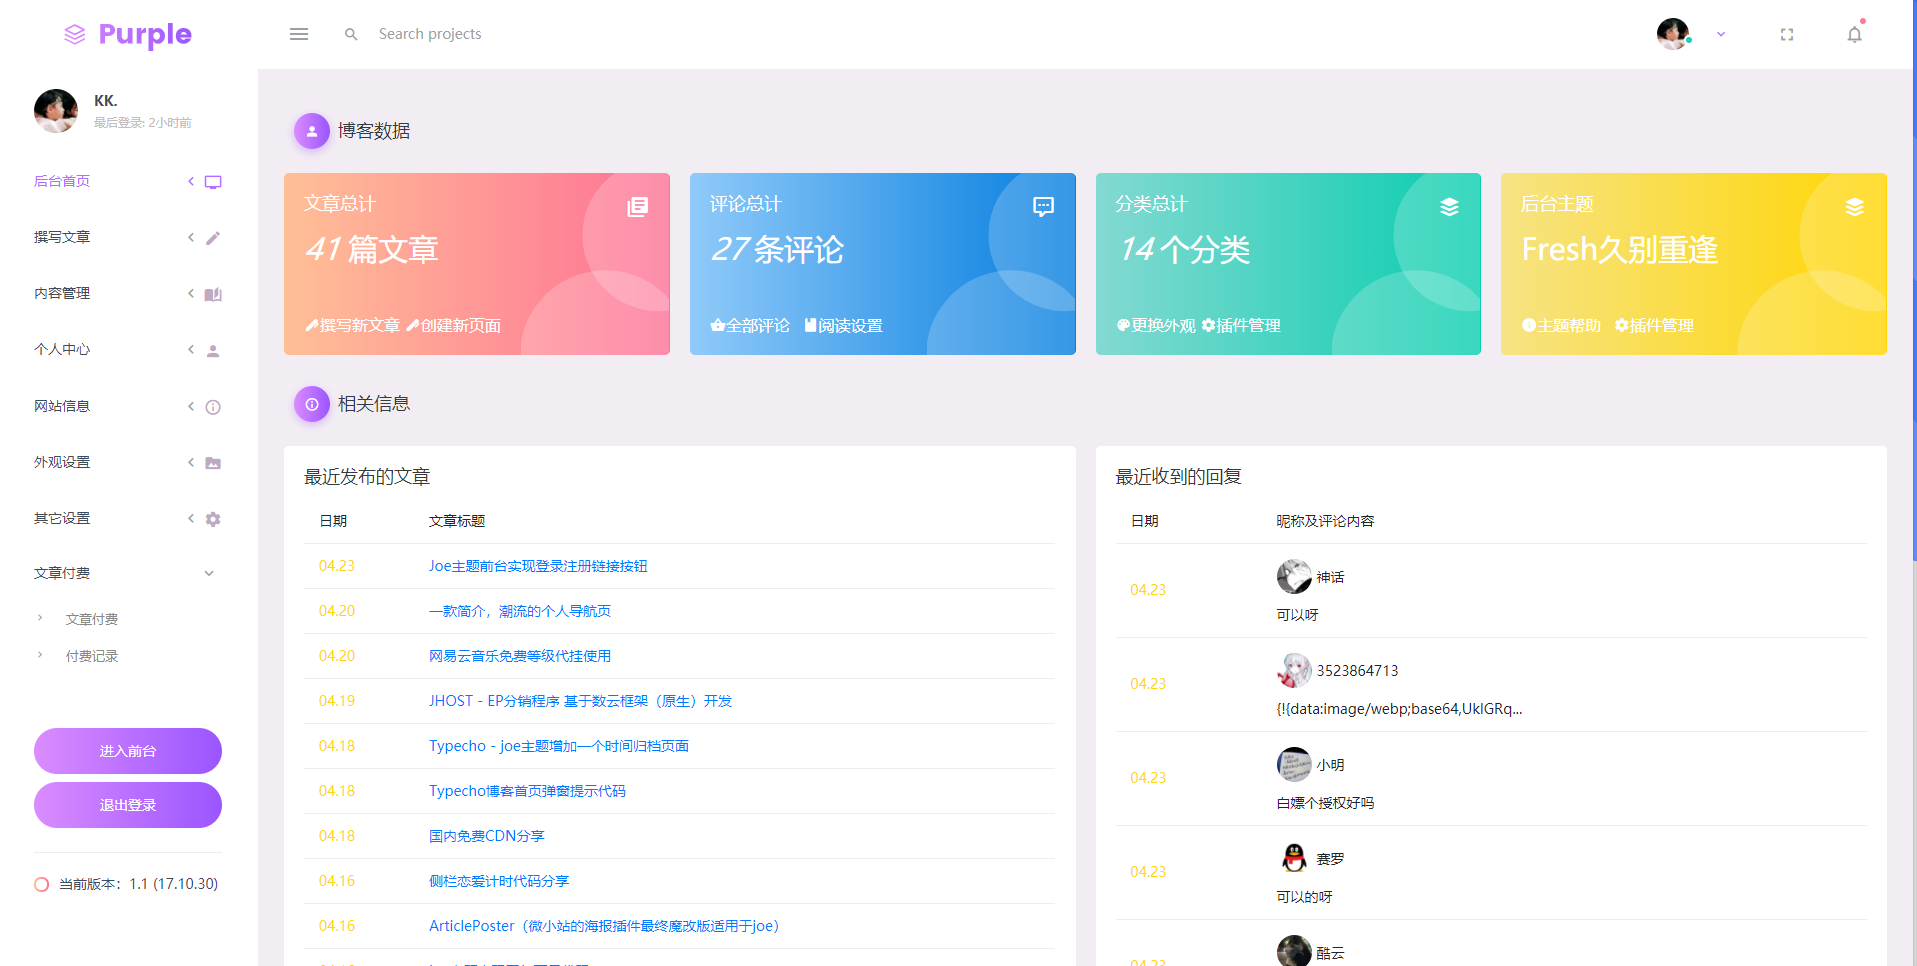 Purple
Search projects
KK.
最后登录: 2小时前
后台首页
撰写文章
内容管理
个人中心
网站信息
外观设置
其它设置
文章付费
文章付费
付费记录
进入前台
退出登录
当前版本：1.1 (17.10.30)
博客数据
文章总计
41 篇文章
撰写新文章 创建新页面
评论总计
27 条评论
全部评论 阅读设置
分类总计
14 个分类
更换外观 插件管理
后台主题
Fresh久别重逢
主题帮助 插件管理
相关信息
最近发布的文章
日期 文章标题
04.23 Joe主题前台实现登录注册链接按钮
04.20 一款简介，潮流的个人导航页
04.20 网易云音乐免费等级代挂使用
04.19 JHOST - EP分销程序 基于数云框架（原生）开发
04.18 Typecho - joe主题增加一个时间归档页面
04.18 Typecho博客首页弹窗提示代码
04.18 国内免费CDN分享
04.16 侧栏恋爱计时代码分享
04.16 ArticlePoster（微小站的海报插件最终魔改版适用于joe）
最近收到的回复
日期 昵称及评论内容
04.23 神话
可以呀
04.23 3523864713
{!{data:image/webp;base64,UklGRq...
04.23 小明
白嫖个授权好吗
04.23 赛罗
可以的呀
04.23 酷云